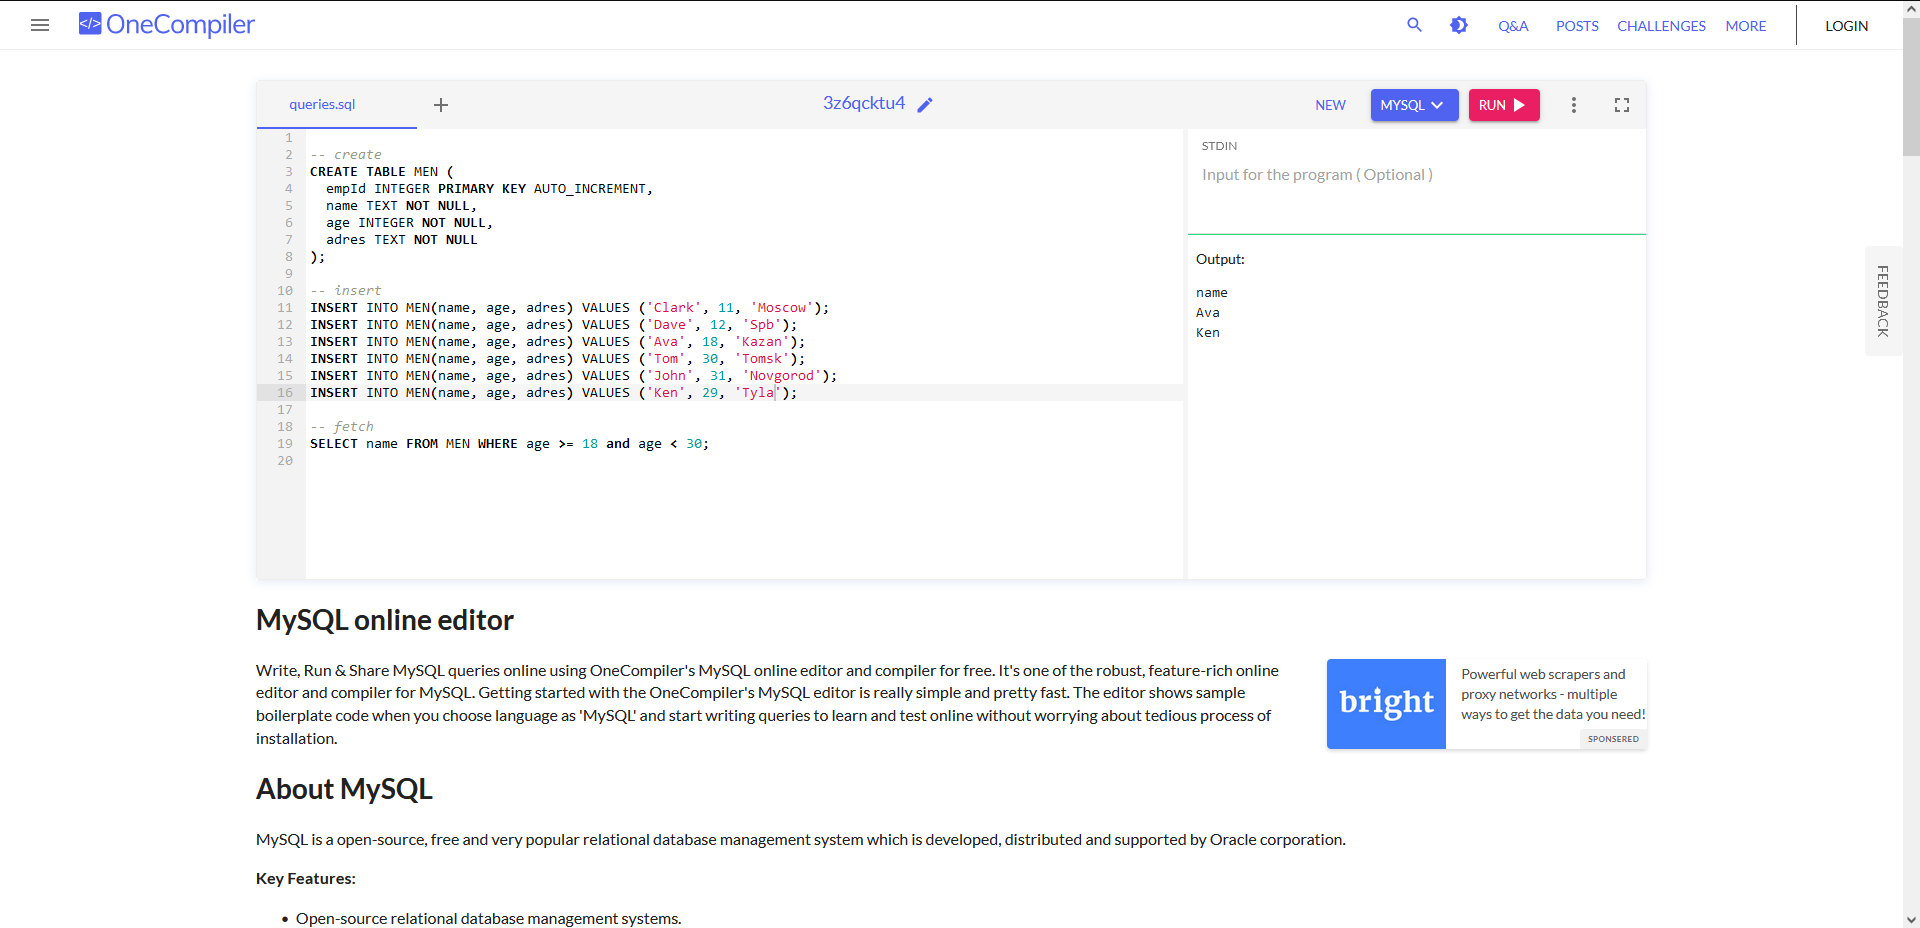 </> OneCompiler
Q&A
POSTS
CHALLENGES
MORE
LOGIN
queries.sql
+
3z6qcktu4
NEW
MYSQL
RUN
1
2 -- create
3 CREATE TABLE MEN (
4 empId INTEGER PRIMARY KEY AUTO_INCREMENT,
5 name TEXT NOT NULL,
6 age INTEGER NOT NULL,
7 adres TEXT NOT NULL
8 );
9
10 -- insert
11 INSERT INTO MEN(name, age, adres) VALUES ('Clark', 11, 'Moscow');
12 INSERT INTO MEN(name, age, adres) VALUES ('Dave', 12, 'Spb');
13 INSERT INTO MEN(name, age, adres) VALUES ('Ava', 18, 'Kazan');
14 INSERT INTO MEN(name, age, adres) VALUES ('Tom', 30, 'Tomsk');
15 INSERT INTO MEN(name, age, adres) VALUES ('John', 31, 'Novgorod');
16 INSERT INTO MEN(name, age, adres) VALUES ('Ken', 29, 'Tyla');
17
18 -- fetch
19 SELECT name FROM MEN WHERE age >= 18 and age < 30;
20
STDIN
Input for the program ( Optional )
Output:
name
Ava
Ken
FEEDBACK
MySQL online editor
Write, Run & Share MySQL queries online using OneCompiler's MySQL online editor and compiler for free. It's one of the robust, feature-rich online
editor and compiler for MySQL. Getting started with the OneCompiler's MySQL editor is really simple and pretty fast. The editor shows sample
boilerplate code when you choose language as 'MySQL' and start writing queries to learn and test online without worrying about tedious process of
installation.
bright
Powerful web scrapers and
proxy networks - multiple
ways to get the data you need!
SPONSERED
About MySQL
MySQL is a open-source, free and very popular relational database management system which is developed, distributed and supported by Oracle corporation.
Key Features:
• Open-source relational database management systems.